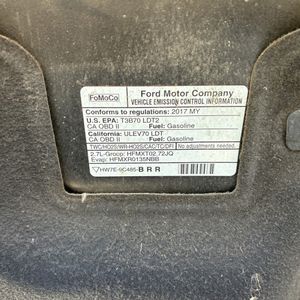 FoMoCo
Ford Motor Company
VEHICLE EMISSION CONTROL INFORMATION
Conforms to regulations: 2017 MY
U.S. EPA: T3B70 LDT2
CA OBD II Fuel: Gasoline
California: ULEV70 LDT
CA OBD II Fuel: Gasoline
TWC/HO2S/WR-HO2S/CAC/TC/DFI No adjustments needed.
2.7L-Group: HFMXT02.72JQ
Evap: HFMXR0135NBB
HW7E-9C485-BRR